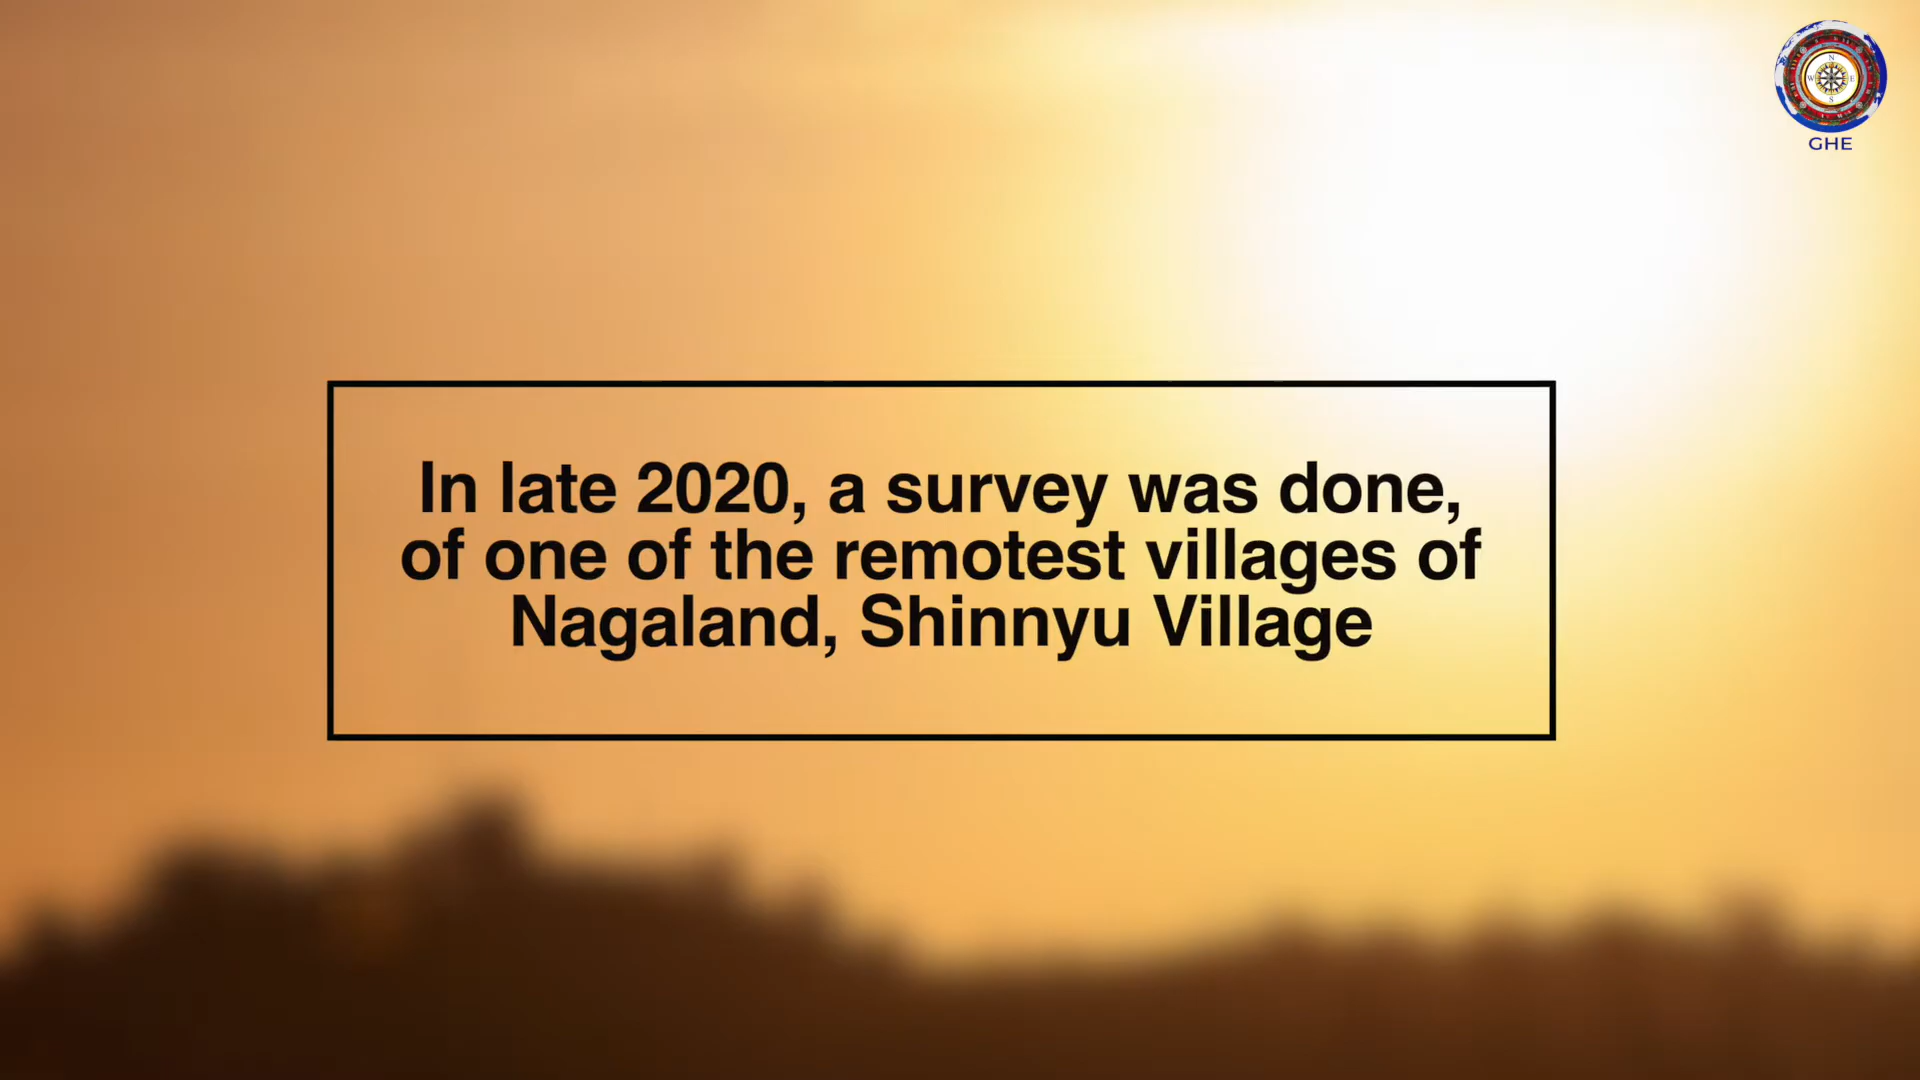 GHE
In late 2020, a survey was done,
of one of the remotest villages of
Nagaland, Shinnyu Village